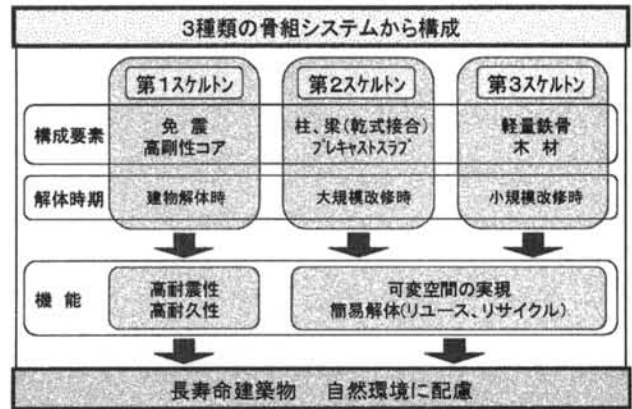 3種類の骨組システムから構成
第1スケルトン
第2スケルトン
第3スケルトン
構成要素
免 震
高剛性コア
柱、梁(乾式接合)
プレキャストスラブ
軽量鉄骨
木 材
解体時期
建物解体時
大規模改修時
小規模改修時
機 能
高耐震性
高耐久性
可変空間の実現
簡易解体(リユース、リサイクル)
長寿命建築物 自然環境に配慮